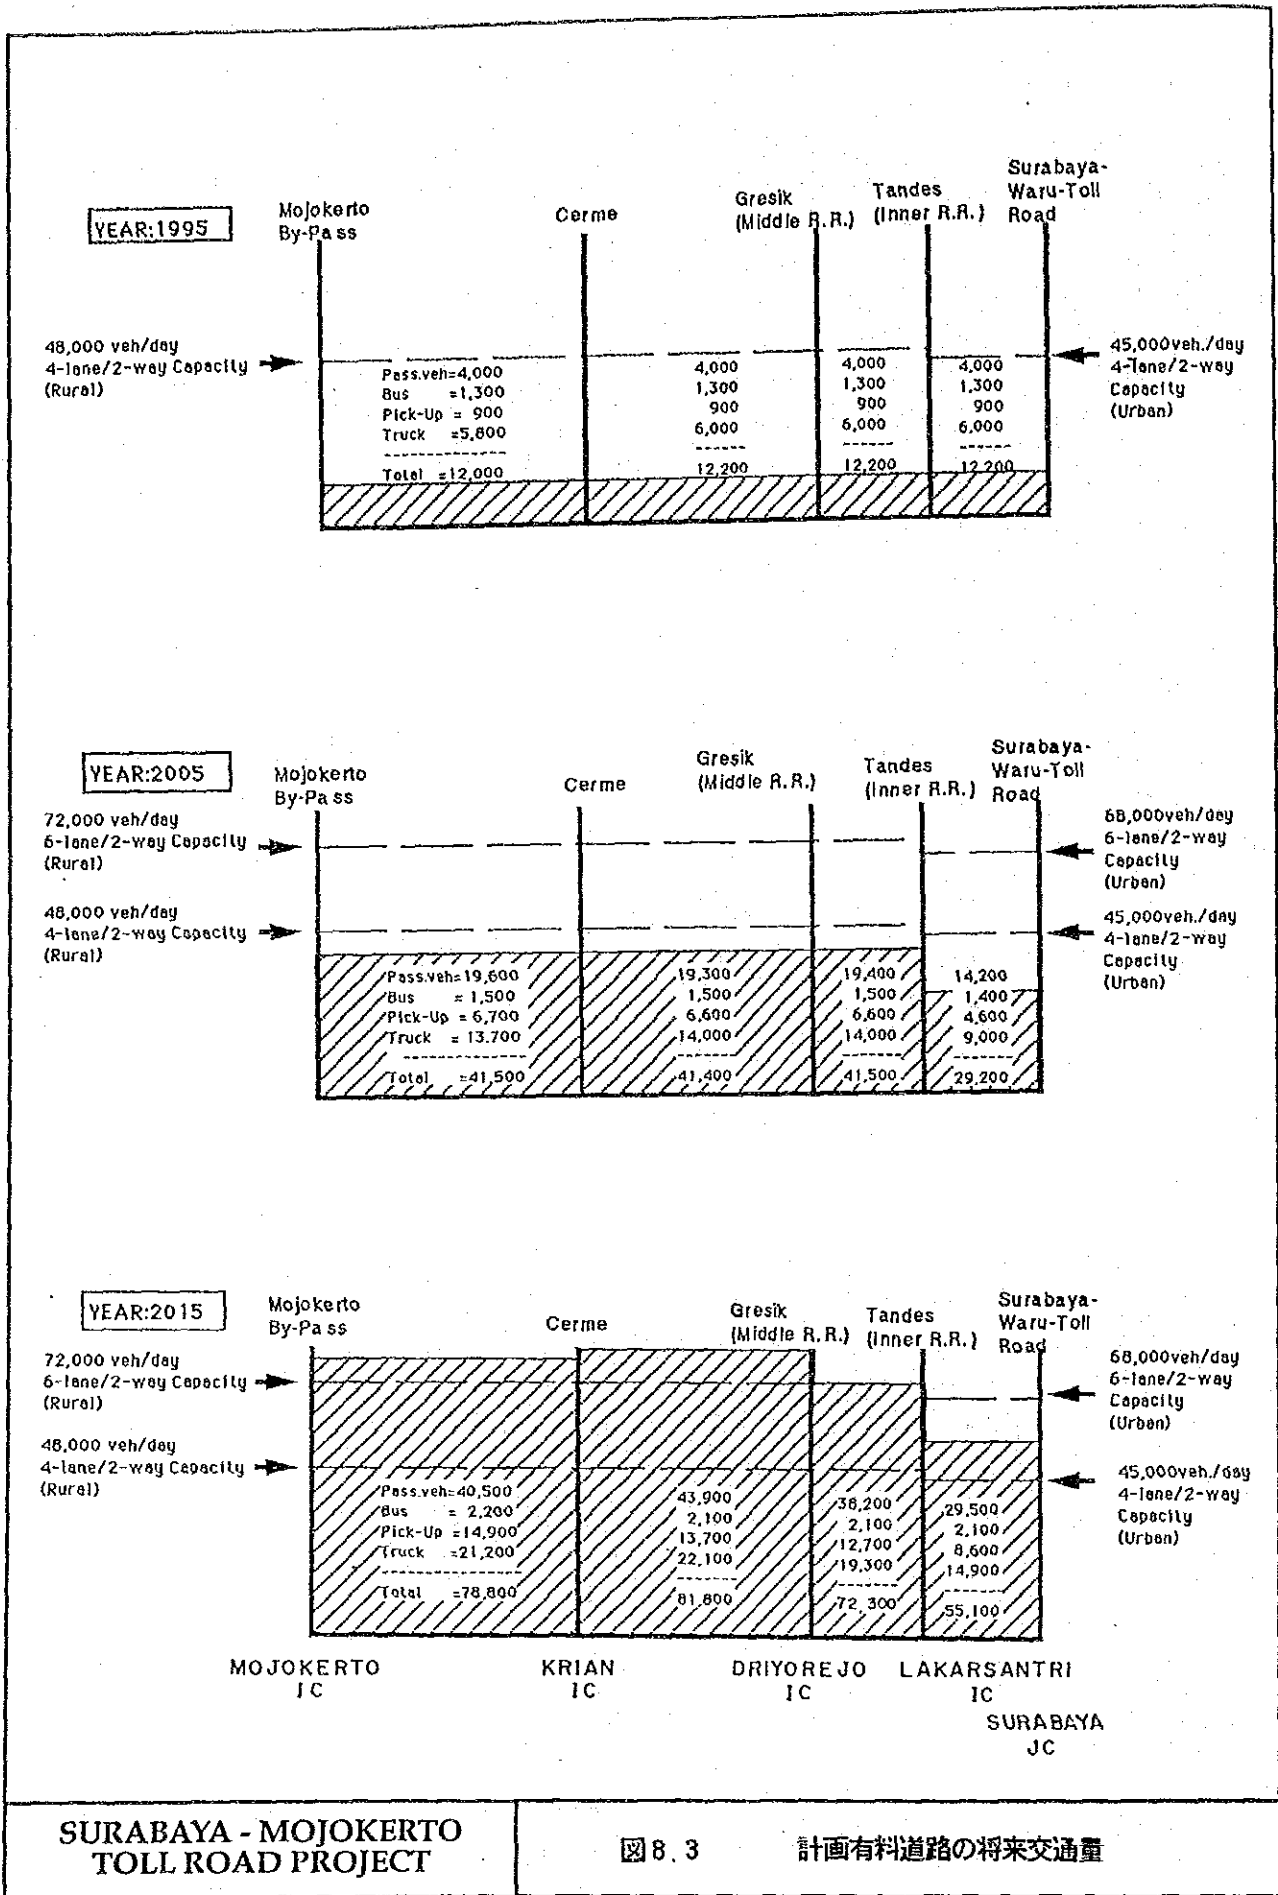 YEAR:1995
Mojokerto
By-Pass
Cerme
Gresik
(Middle R.R.)
Tandes
(Inner R.R.)
Surabaya-
Waru-Toll
Road
48,000 veh/day
4-lane/2-way Capacity
(Rural)
45,000veh./day
4-lane/2-way
Capacity
(Urban)
Pass.veh=4,000 4,000 4,000 4,000
Bus =1,300 1,300 1,300 1,300
Pick-Up = 900 900 900 900
Truck =5,800 6,000 6,000 6,000
------------- ------ ------ ------
Total =12,000 12,200 12,200 12,200
YEAR:2005
Mojokerto
By-Pass
Cerme
Gresik
(Middle R.R.)
Tandes
(Inner R.R.)
Surabaya-
Waru-Toll
Road
72,000 veh/day
6-lane/2-way Capacity
(Rural)
68,000veh/day
6-lane/2-way
Capacity
(Urban)
48,000 veh/day
4-lane/2-way Capacity
(Rural)
45,000veh./day
4-lane/2-way
Capacity
(Urban)
Pass.veh=19,600 19,300 19,400 14,200
Bus = 1,500 1,500 1,500 1,400
Pick-Up = 6,700 6,600 6,600 4,600
Truck = 13.700 14,000 14,000 9,000
------------- ------ ------ ------
Total =41,500 41,400 41,500 29,200
YEAR:2015
Mojokerto
By-Pass
Cerme
Gresik
(Middle R.R.)
Tandes
(Inner R.R.)
Surabaya-
Waru-Toll
Road
72,000 veh/day
6-lane/2-way Capacity
(Rural)
68,000veh/day
6-lane/2-way
Capacity
(Urban)
48,000 veh/day
4-lane/2-way Capacity
(Rural)
45,000veh./day
4-lane/2-way
Capacity
(Urban)
Pass.veh=40,500 43,900 38,200 29,500
Bus = 2,200 2,100 2,100 2,100
Pick-Up =14,900 13,700 12,700 8,600
Truck =21,200 22,100 19,300 14,900
------------- ------ ------ ------
Total =78,800 81,800 72,300 55,100
MOJOKERTO
IC
KRIAN
IC
DRIYOREJO
IC
LAKARSANTRI
IC
SURABAYA
JC
SURABAYA - MOJOKERTO
TOLL ROAD PROJECT
図8.3 計画有料道路の将来交通量